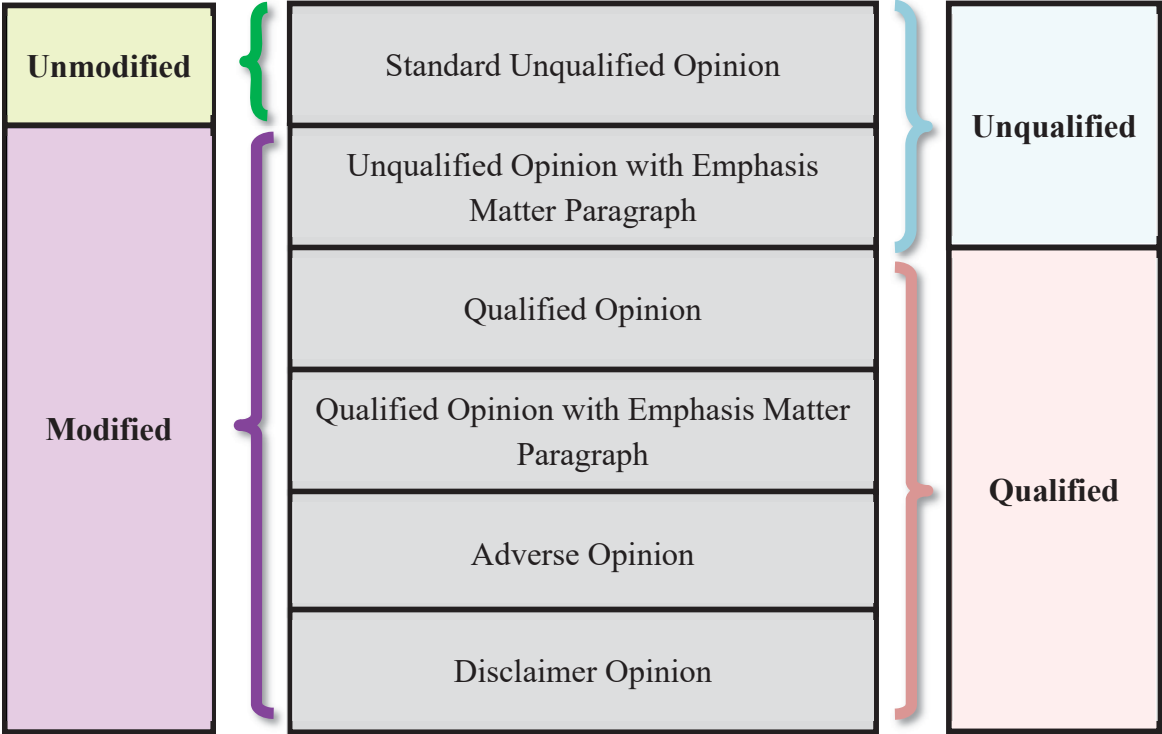 Unmodified
Modified
Standard Unqualified Opinion
Unqualified Opinion with Emphasis
Matter Paragraph
Qualified Opinion
Qualified Opinion with Emphasis Matter
Paragraph
Adverse Opinion
Disclaimer Opinion
Unqualified
Qualified